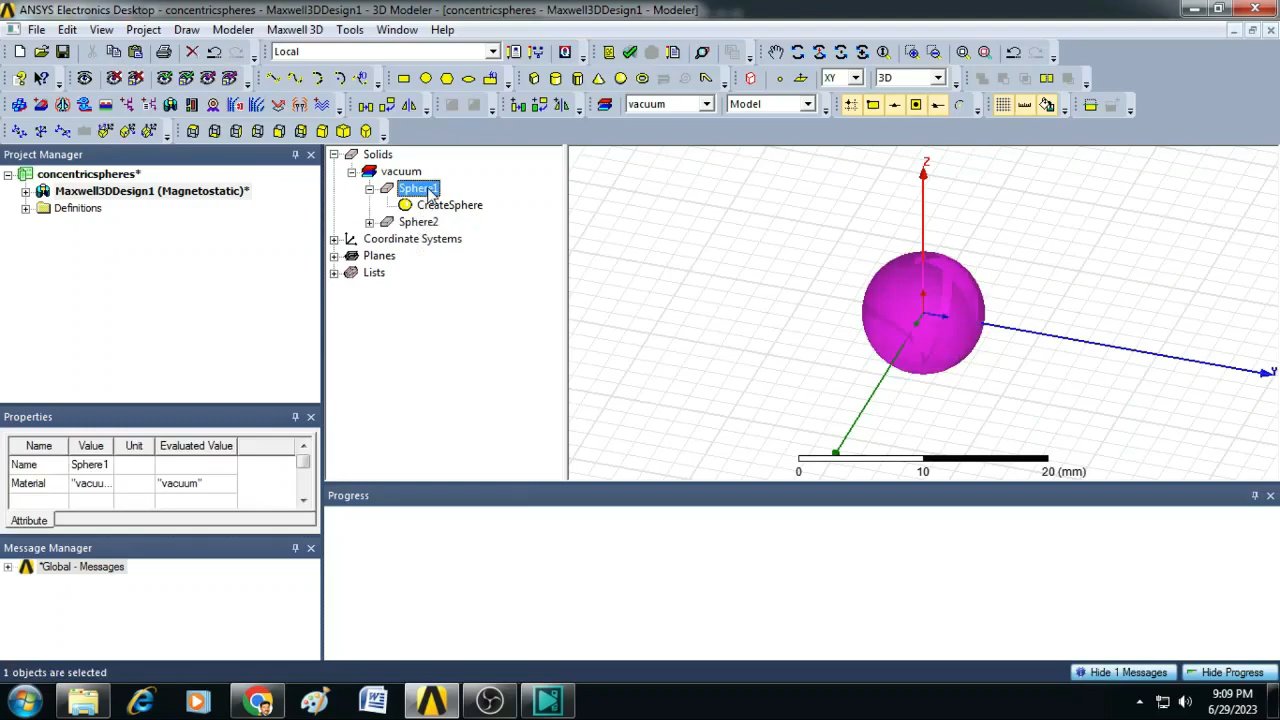 ANSYS Electronics Desktop - concentricspheres - Maxwell3DDesign1 - 3D Modeler - [concentricspheres - Maxwell3DDesign1 - Modeler]
File Edit View Project Draw Modeler Maxwell 3D Tools Window Help
Local
XY 3D
vacuum Model
Project Manager
concentricspheres*
Maxwell3DDesign1 (Magnetostatic)*
Definitions
Solids
vacuum
Sphere1
CreateSphere
Sphere2
Coordinate Systems
Planes
Lists
Z
Y
0 10 20 (mm)
Properties
Name Value Unit Evaluated Value
Name Sphere1
Material "vacuu... "vacuum"
Attribute
Message Manager
*Global - Messages
Progress
1 objects are selected
Hide 1 Messages Hide Progress
9:09 PM
6/29/2023